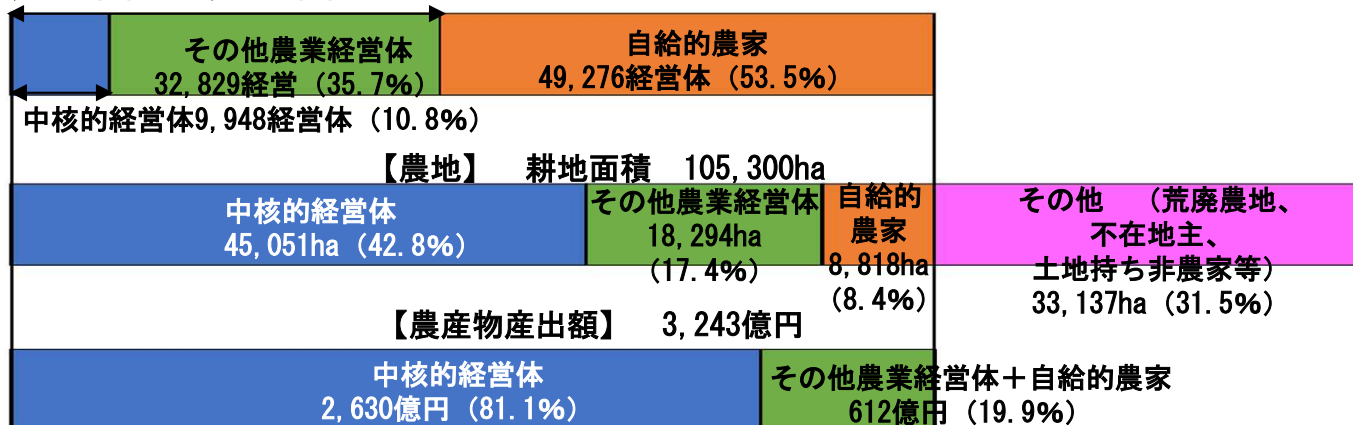 その他農業経営体
32,829経営（35.7%）
自給的農家
49,276経営体（53.5%）
中核的経営体9,948経営体（10.8%）
【農地】　耕地面積　105,300ha
中核的経営体
45,051ha（42.8%）
その他農業経営体
18,294ha
（17.4%）
自給的
農家
8,818ha
（8.4%）
その他　（荒廃農地、
不在地主、
土地持ち非農家等）
33,137ha（31.5%）
【農産物産出額】　3,243億円
中核的経営体
2,630億円（81.1%）
その他農業経営体＋自給的農家
612億円（19.9%）